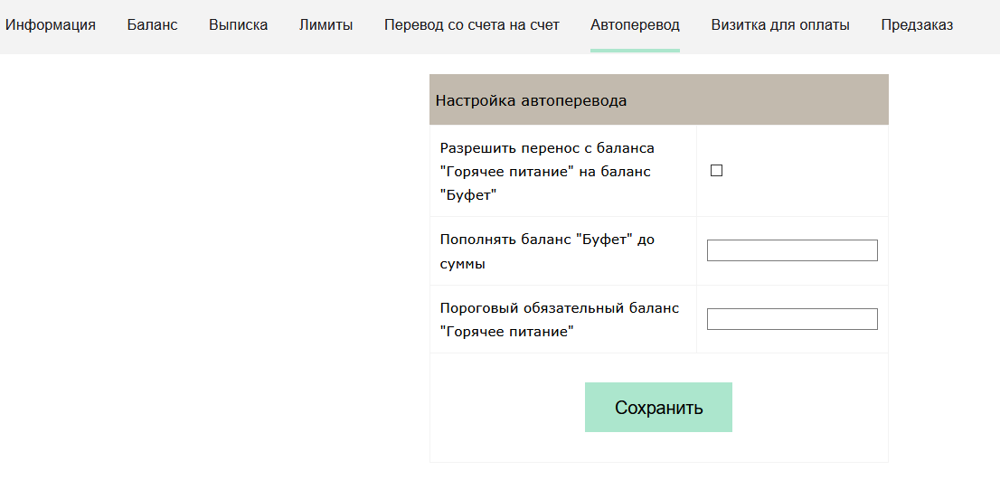 Информация Баланс Выписка Лимиты Перевод со счета на счет Автоперевод Визитка для оплаты Предзаказ
Настройка автоперевода
Разрешить перенос с баланса
"Горячее питание" на баланс
"Буфет"
Пополнять баланс "Буфет" до
суммы
Пороговый обязательный баланс
"Горячее питание"
Сохранить